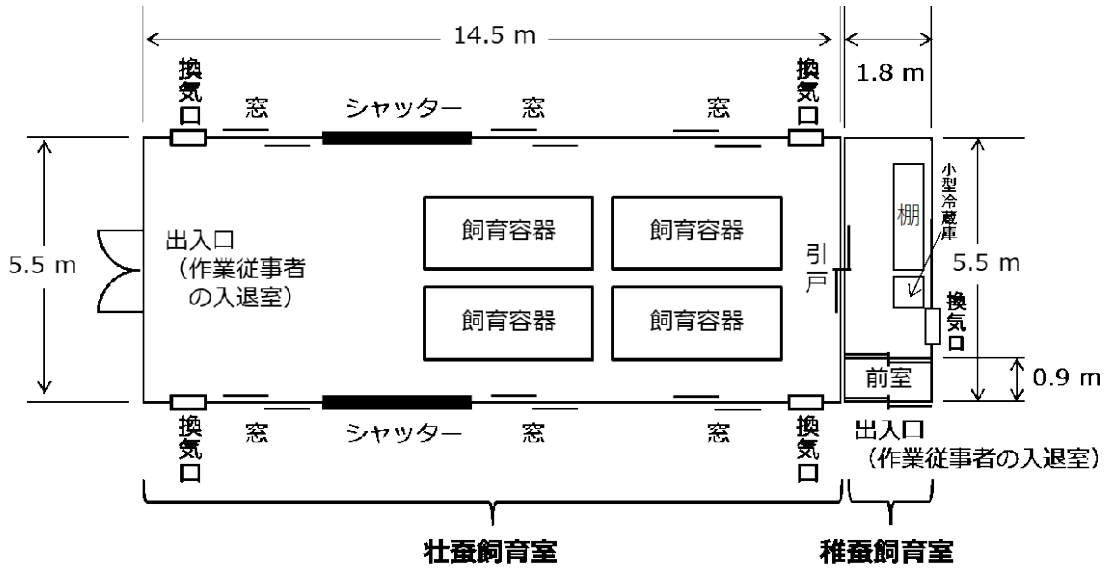 14.5 m
1.8 m
換気口
窓
シャッター
窓
窓
換気口
小型冷蔵庫
棚
飼育容器
飼育容器
出入口
（作業従事者
の入退室）
引戸
5.5 m
5.5 m
飼育容器
飼育容器
換気口
前室
0.9 m
換気口
窓
シャッター
窓
窓
換気口
出入口
（作業従事者の入退室）
壮蚕飼育室
稚蚕飼育室